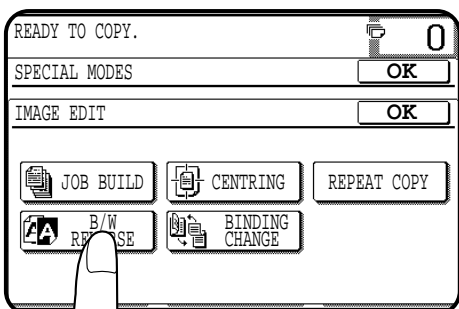 READY TO COPY.
0
SPECIAL MODES
OK
IMAGE EDIT
OK
JOB BUILD
CENTRING
REPEAT COPY
B/W
BINDING
CHANGE